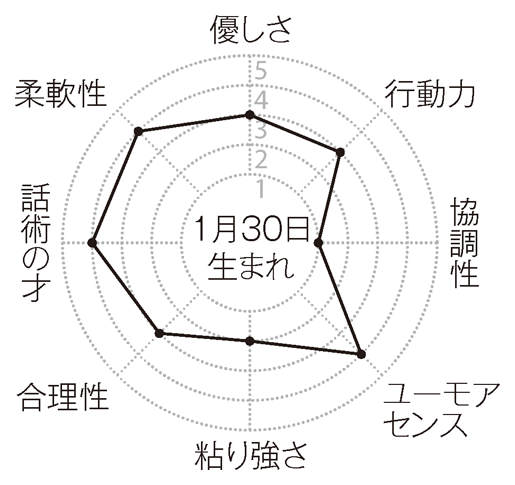 優しさ
5
4
3
2
1
行動力
協調性
ユーモア
センス
粘り強さ
合理性
話術の才
柔軟性
1月30日
生まれ